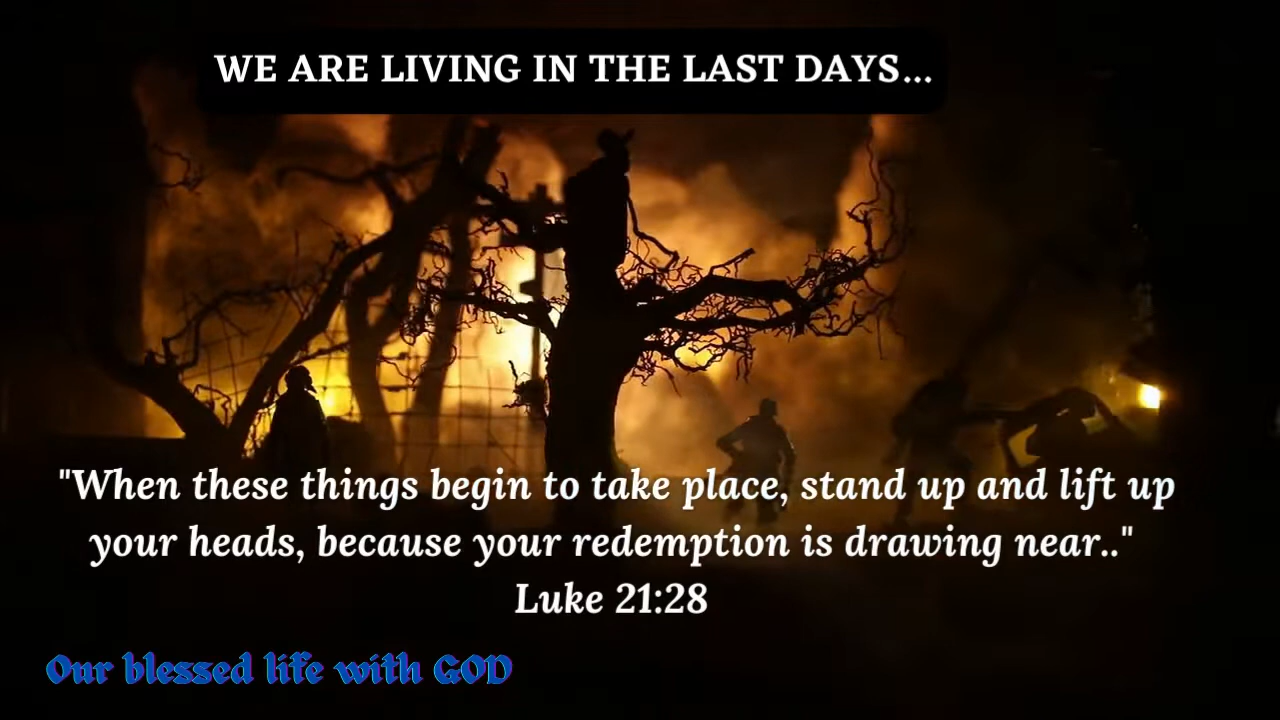 WE ARE LIVING IN THE LAST DAYS...
"When these things begin to take place, stand up and lift up
your heads, because your redemption is drawing near.."
Luke 21:28
Our blessed life with GOD